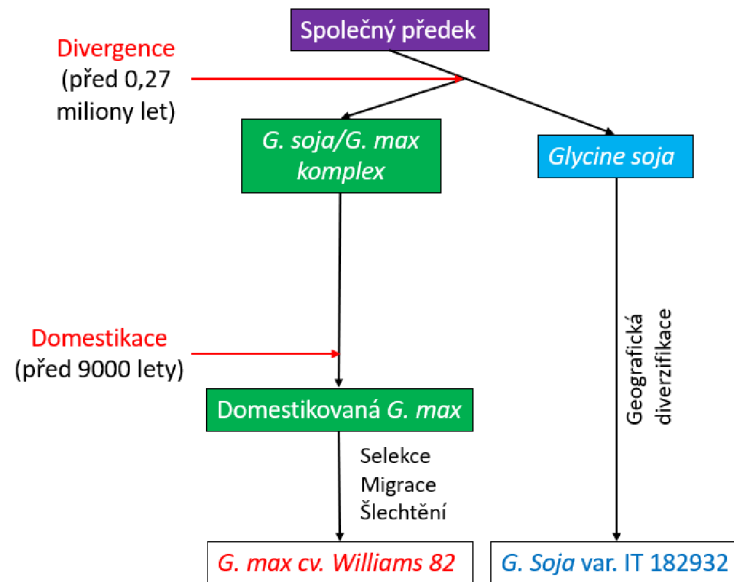 Společný předek
Divergence
(před 0,27
miliony let)
G. soja/G. max
komplex
Glycine soja
Geografická
diverzifikace
Domestikace
(před 9000 lety)
Domestikovaná G. max
Selekce
Migrace
Šlechtění
G. max cv. Williams 82
G. Soja var. IT 182932